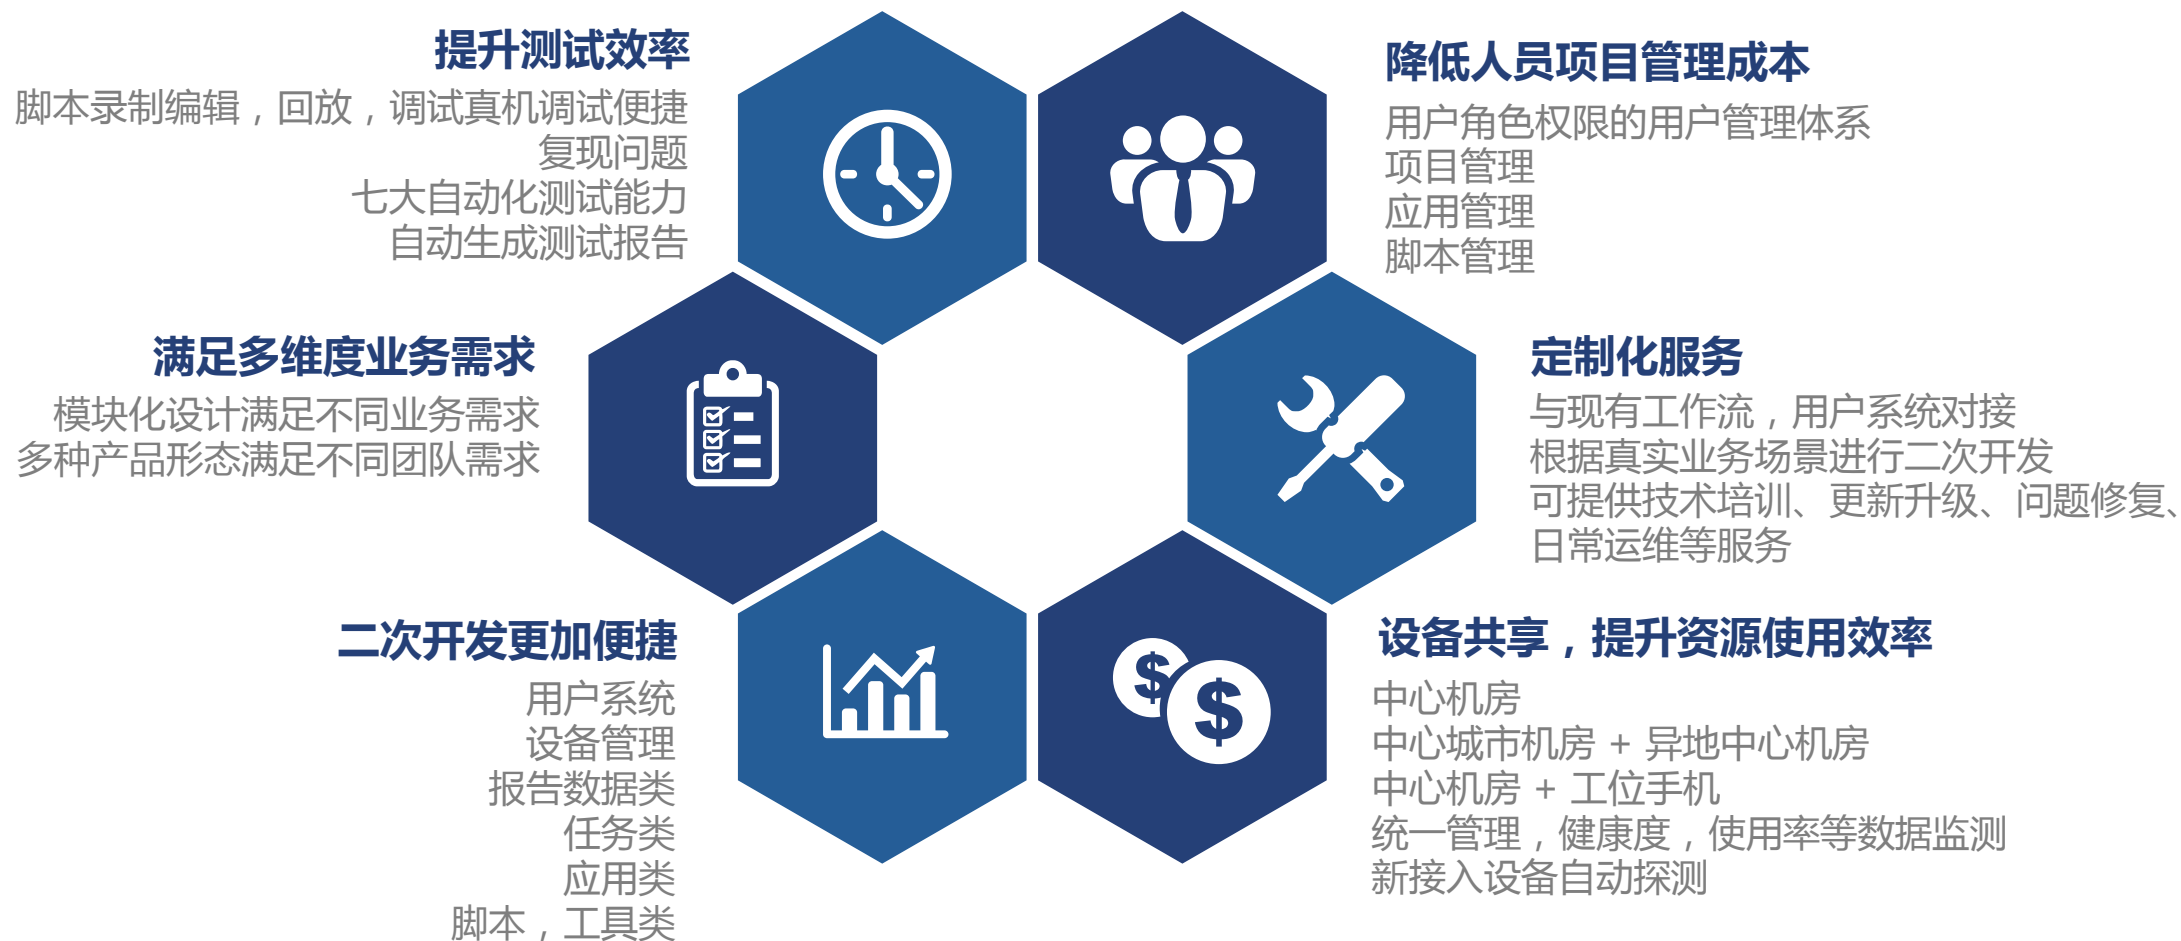 提升测试效率
脚本录制编辑，回放，调试真机调试便捷
复现问题
七大自动化测试能力
自动生成测试报告
降低人员项目管理成本
用户角色权限的用户管理体系
项目管理
应用管理
脚本管理
满足多维度业务需求
模块化设计满足不同业务需求
多种产品形态满足不同团队需求
定制化服务
与现有工作流，用户系统对接
根据真实业务场景进行二次开发
可提供技术培训、更新升级、问题修复、
日常运维等服务
二次开发更加便捷
用户系统
设备管理
报告数据类
任务类
应用类
脚本，工具类
设备共享，提升资源使用效率
中心机房
中心城市机房 + 异地中心机房
中心机房 + 工位手机
统一管理，健康度，使用率等数据监测
新接入设备自动探测
$
$